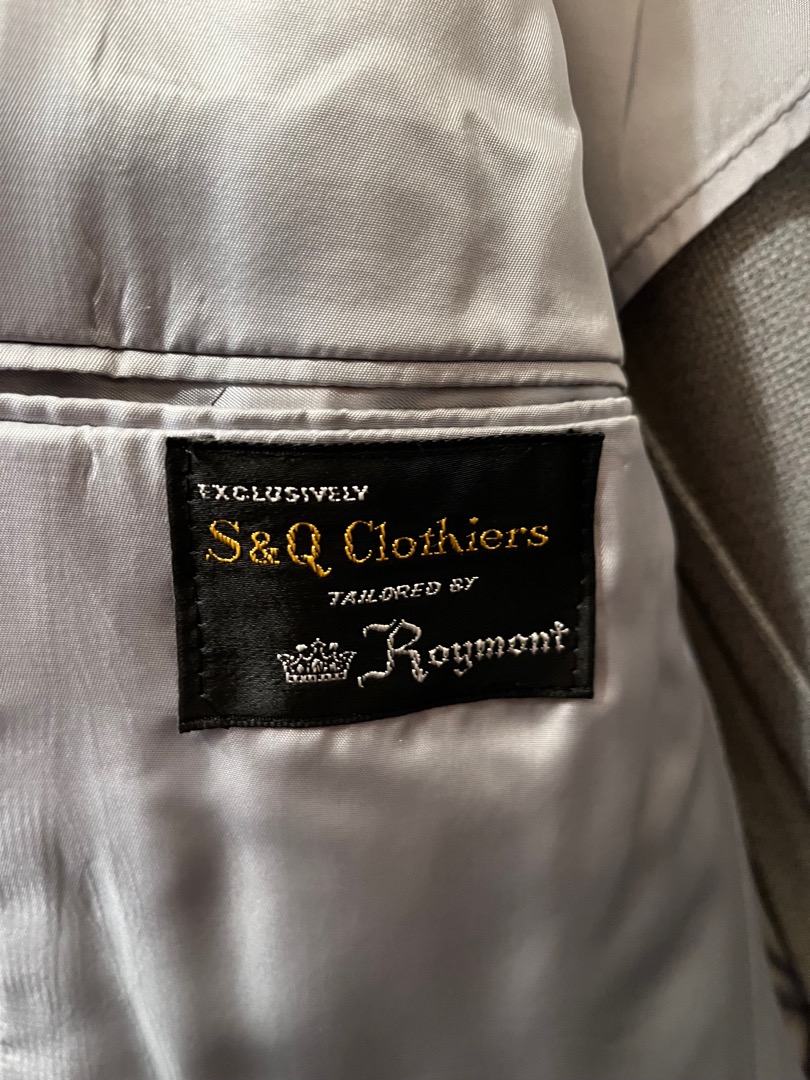 EXCLUSIVELY
S&Q Clothiers
TAILORED BY
Roymont